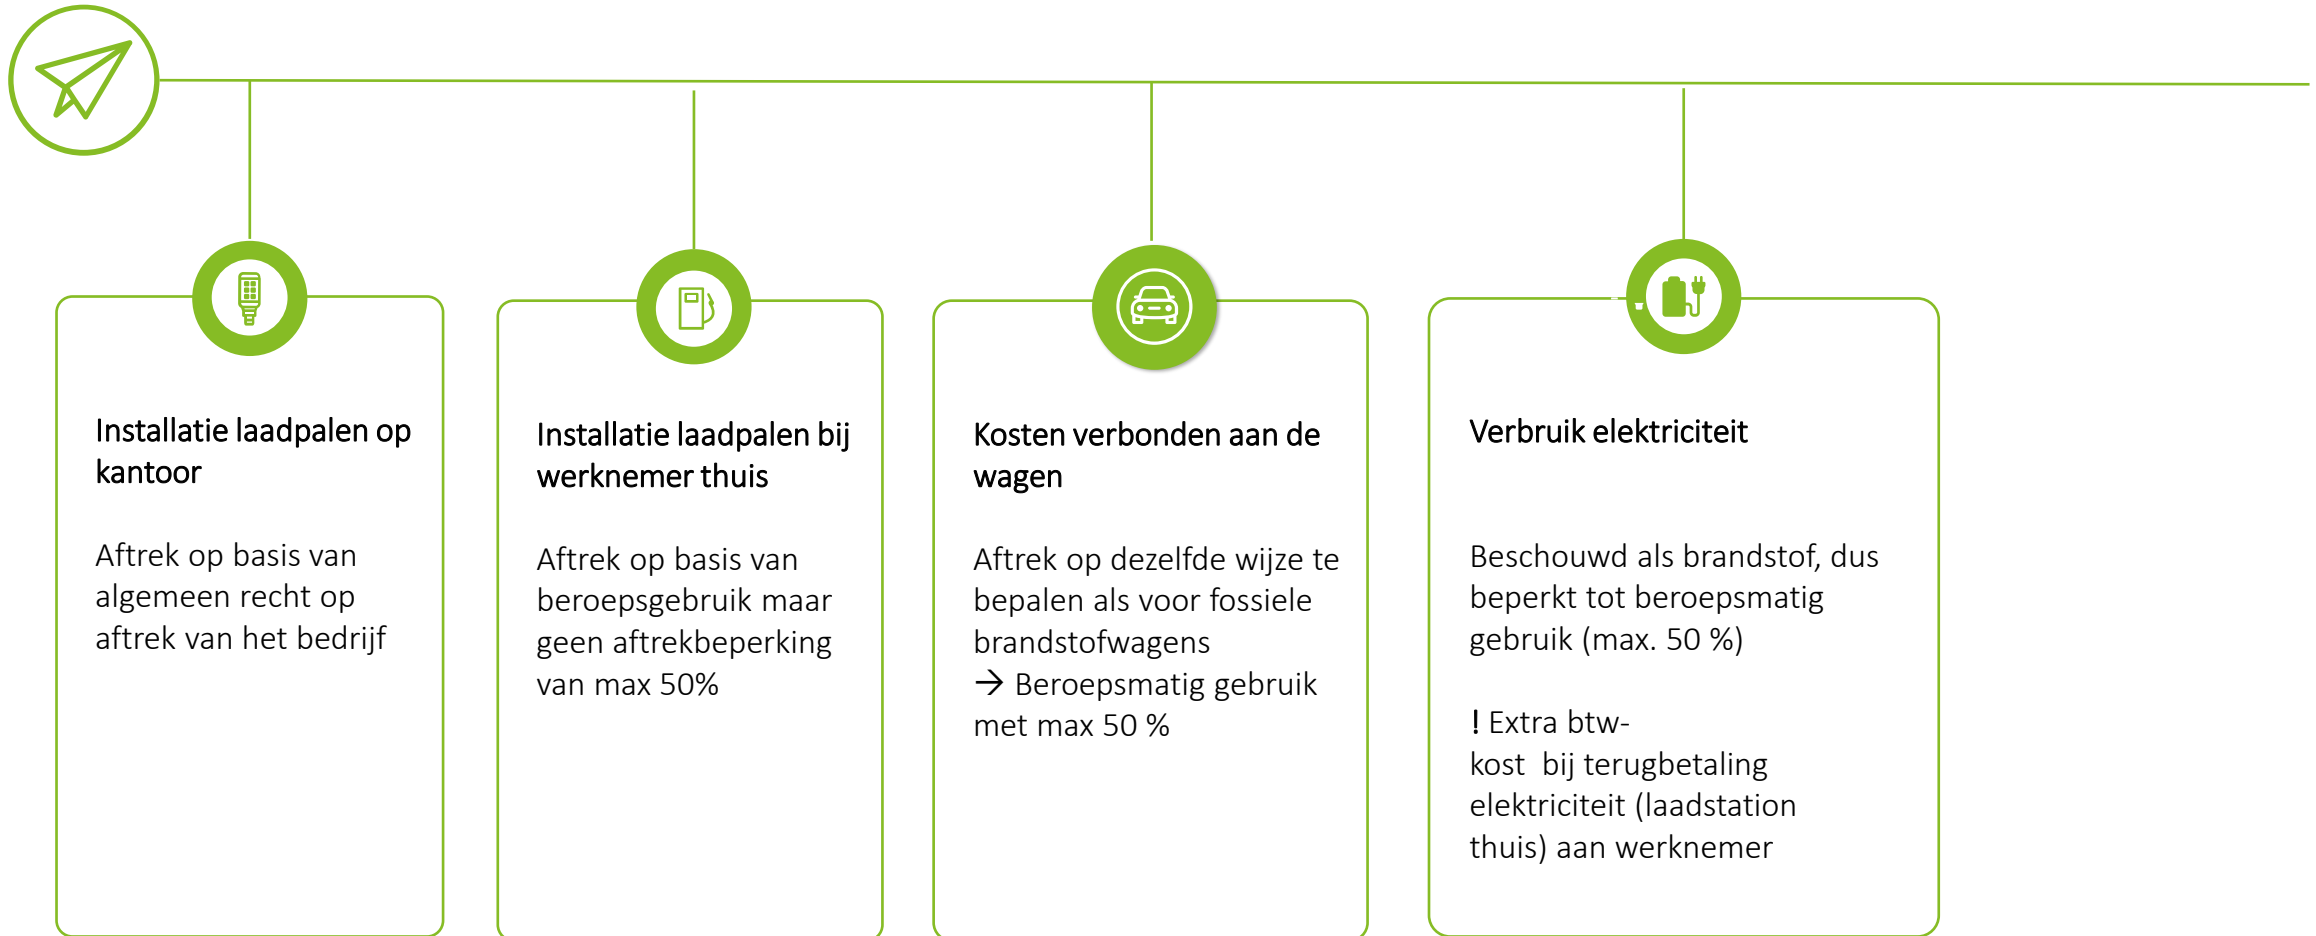 Installatie laadpalen op
kantoor
Aftrek op basis van
algemeen recht op
aftrek van het bedrijf
Installatie laadpalen bij
werknemer thuis
Aftrek op basis van
beroepsgebruik maar
geen aftrekbeperking
van max 50%
Kosten verbonden aan de
wagen
Aftrek op dezelfde wijze te
bepalen als voor fossiele
brandstofwagens
→ Beroepsmatig gebruik
met max 50 %
Verbruik elektriciteit
Beschouwd als brandstof, dus
beperkt tot beroepsmatig
gebruik (max. 50 %)
! Extra btw-
kost  bij terugbetaling
elektriciteit (laadstation
thuis) aan werknemer